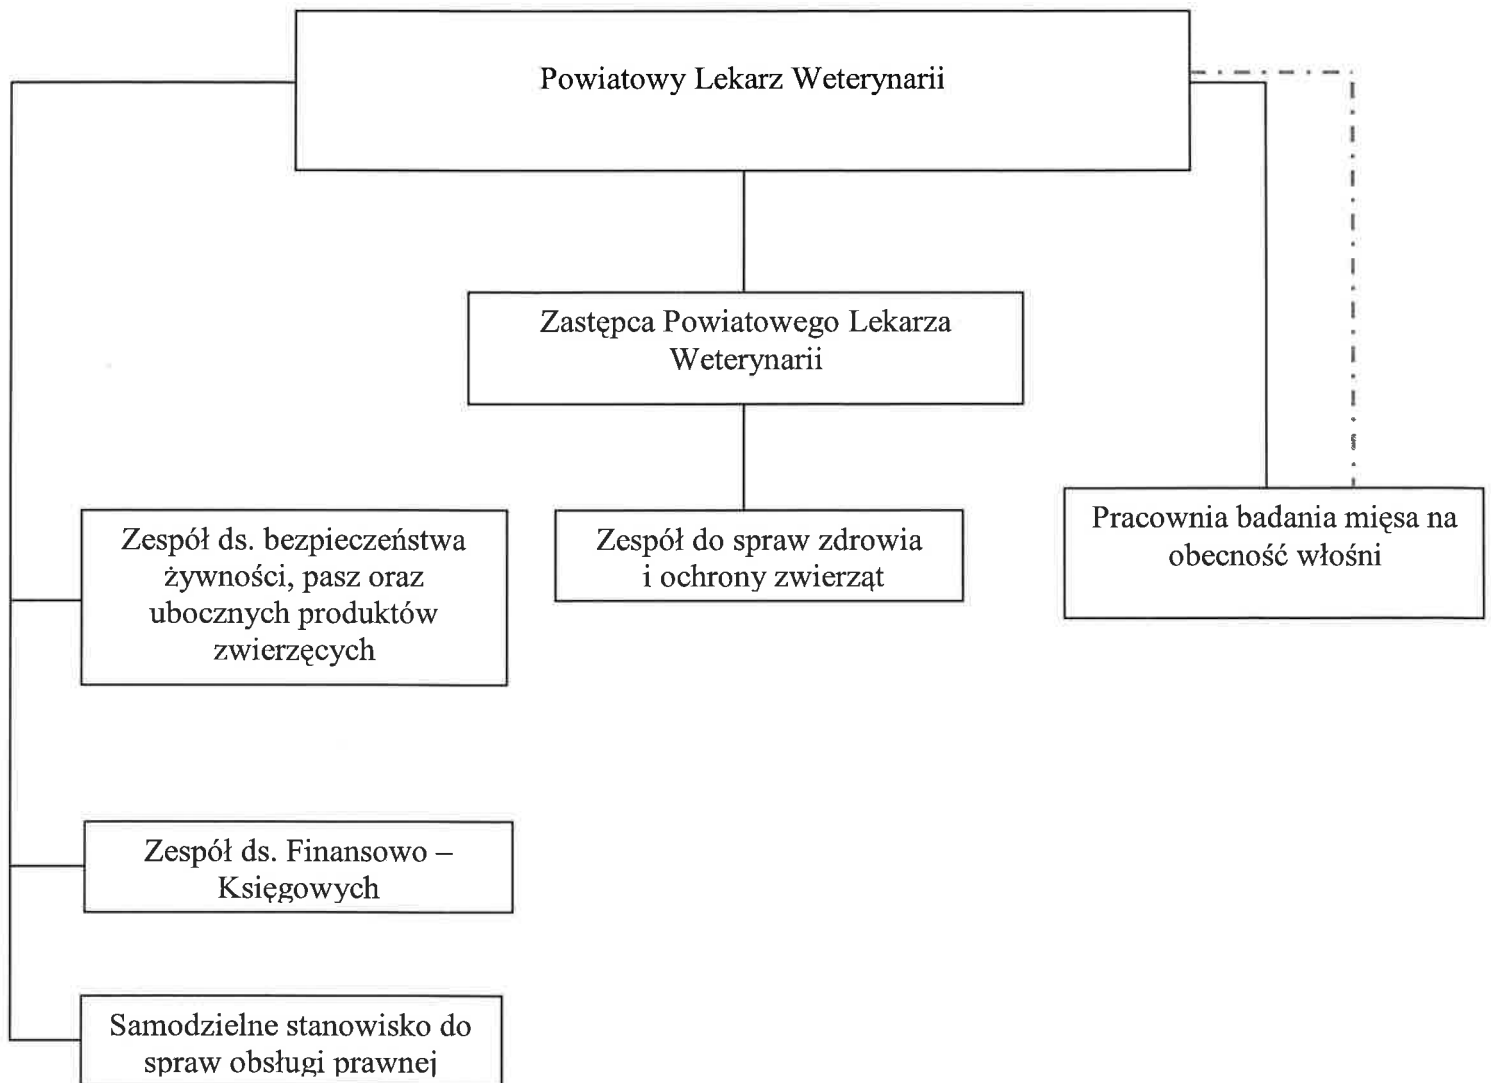 Powiatowy Lekarz Weterynarii
Zastępca Powiatowego Lekarza
Weterynarii
Zespół ds. bezpieczeństwa
żywności, pasz oraz
ubocznych produktów
zwierzęcych
Zespół do spraw zdrowia
i ochrony zwierząt
Pracownia badania mięsa na
obecność włośni
Zespół ds. Finansowo –
Księgowych
Samodzielne stanowisko do
spraw obsługi prawnej